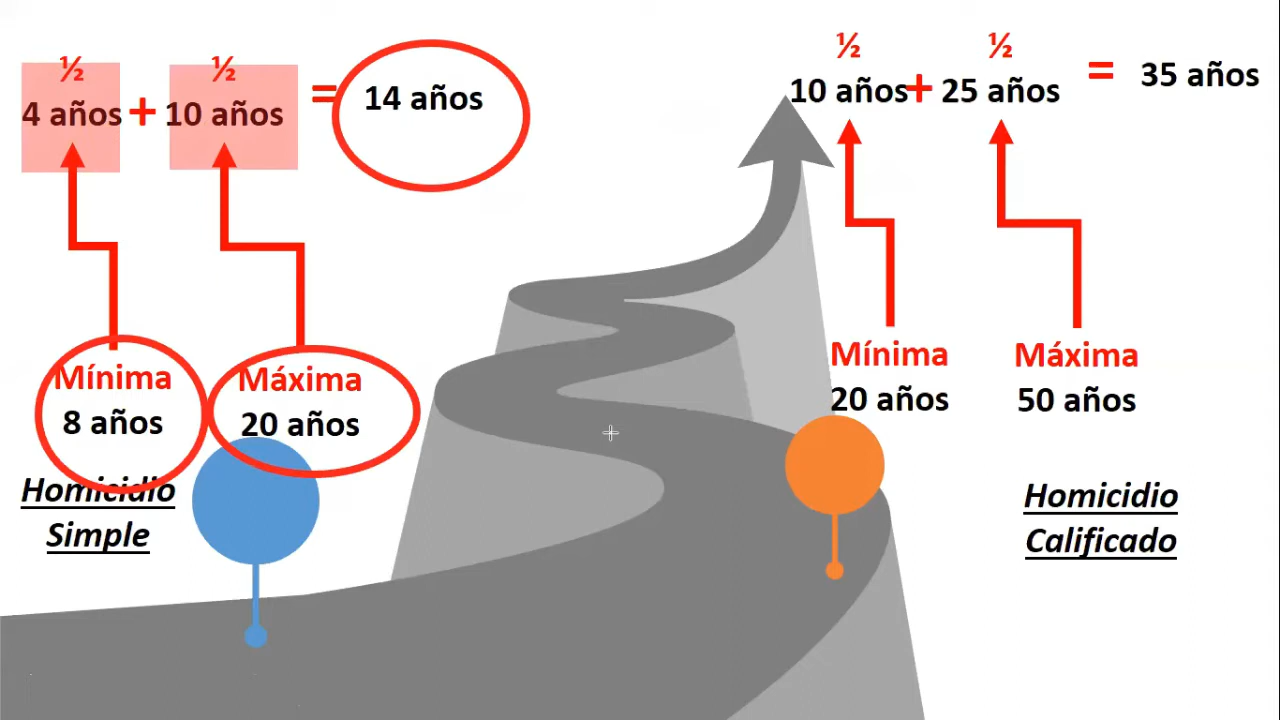 ½ ½
4 años + 10 años = 14 años
Mínima Máxima
8 años 20 años
Homicidio
Simple
½ ½
10 años + 25 años = 35 años
Mínima Máxima
20 años 50 años
Homicidio
Calificado